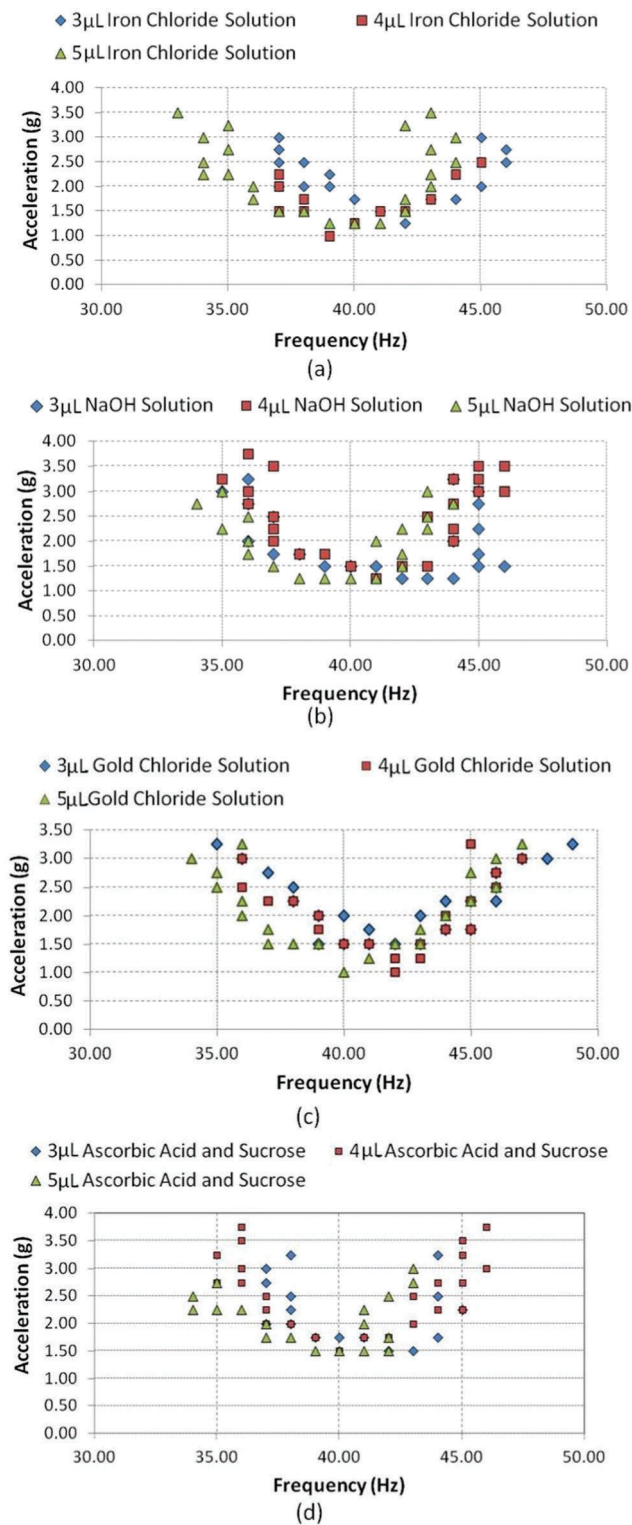 3µL Iron Chloride Solution 4µL Iron Chloride Solution
5µL Iron Chloride Solution
4.00
3.50
3.00
2.50
2.00
1.50
1.00
0.50
0.00
Acceleration (g)
30.00 35.00 40.00 45.00 50.00
Frequency (Hz)
(a)
3µL NaOH Solution 4µL NaOH Solution 5µL NaOH Solution
4.00
3.50
3.00
2.50
2.00
1.50
1.00
0.50
0.00
Acceleration (g)
30.00 35.00 40.00 45.00 50.00
Frequency (Hz)
(b)
3µL Gold Chloride Solution 4µL Gold Chloride Solution
5µL Gold Chloride Solution
3.50
3.00
2.50
2.00
1.50
1.00
0.50
0.00
Acceleration (g)
30.00 35.00 40.00 45.00 50.00
Frequency (Hz)
(c)
3µL Ascorbic Acid and Sucrose 4µL Ascorbic Acid and Sucrose
5µL Ascorbic Acid and Sucrose
4.00
3.50
3.00
2.50
2.00
1.50
1.00
0.50
0.00
Acceleration (g)
30.00 35.00 40.00 45.00 50.00
Frequency (Hz)
(d)